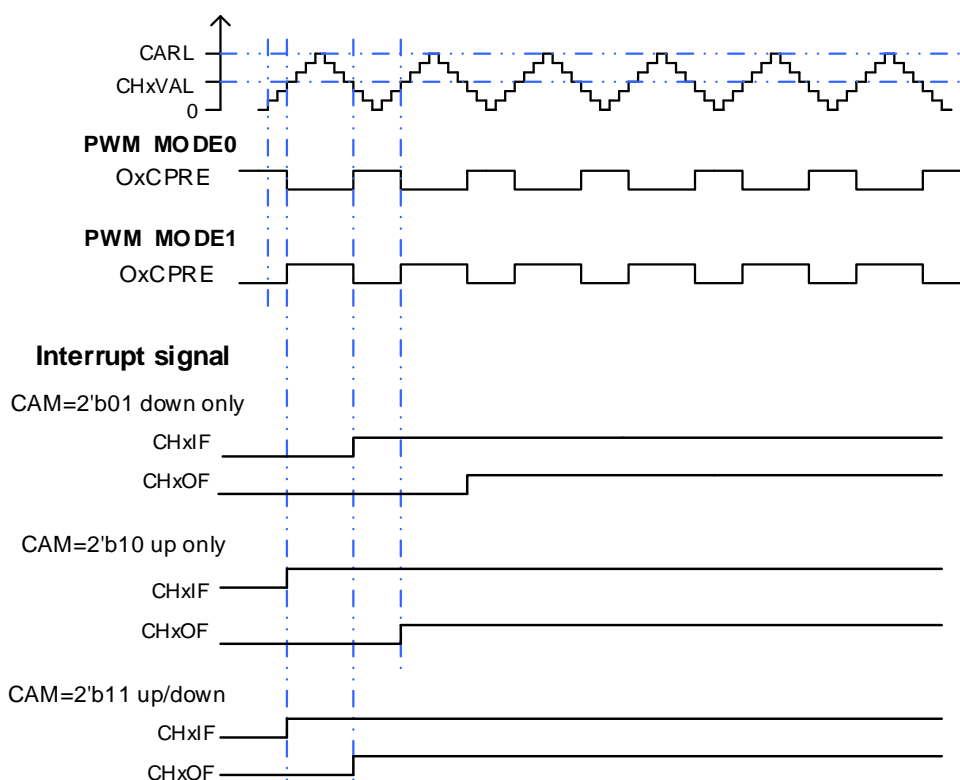 CARL
CHxVAL
0
PWM MODE0
OxCPRE
PWM MODE1
OxCPRE
Interrupt signal
CAM=2'b01 down only
CHxIF
CHxOF
CAM=2'b10 up only
CHxIF
CHxOF
CAM=2'b11 up/down
CHxIF
CHxOF